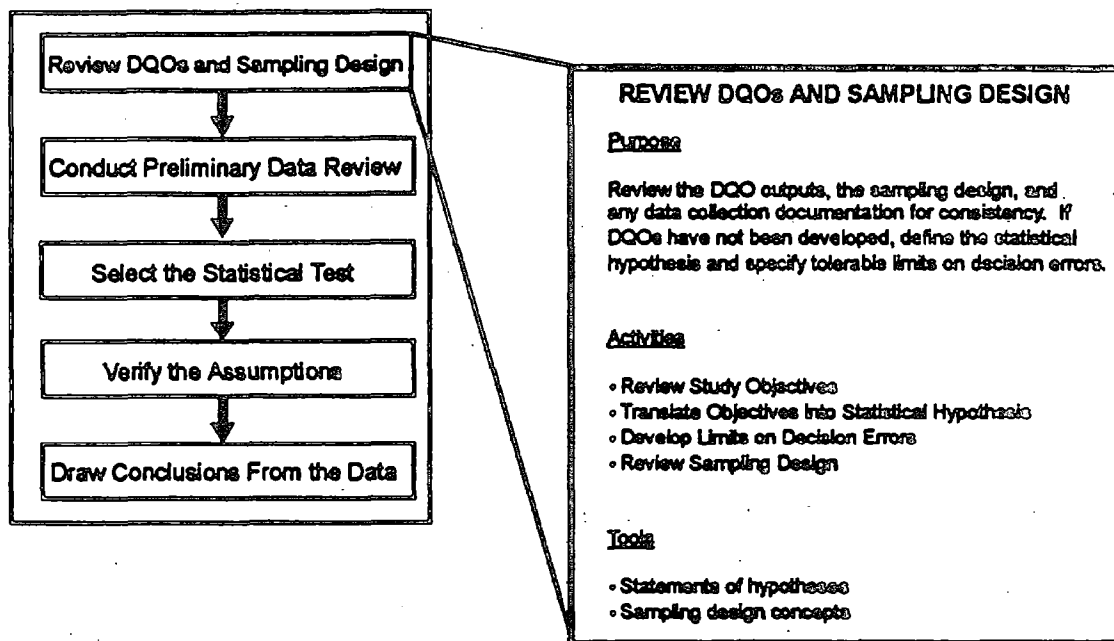 Review DQOs and Sampling Design
Conduct Preliminary Data Review
Select the Statistical Test
Verify the Assumptions
Draw Conclusions From the Data
REVIEW DQOs AND SAMPLING DESIGN
Purpose
Review the DQO outputs, the sampling design, and
any data collection documentation for consistency. If
DQOs have not been developed, define the statistical
hypothesis and specify tolerable limits on decision errors.
Activities
• Review Study Objectives
• Translate Objectives Into Statistical Hypothesis
• Develop Limits on Decision Errors
• Review Sampling Design
Tools
• Statements of hypotheses
• Sampling design concepts